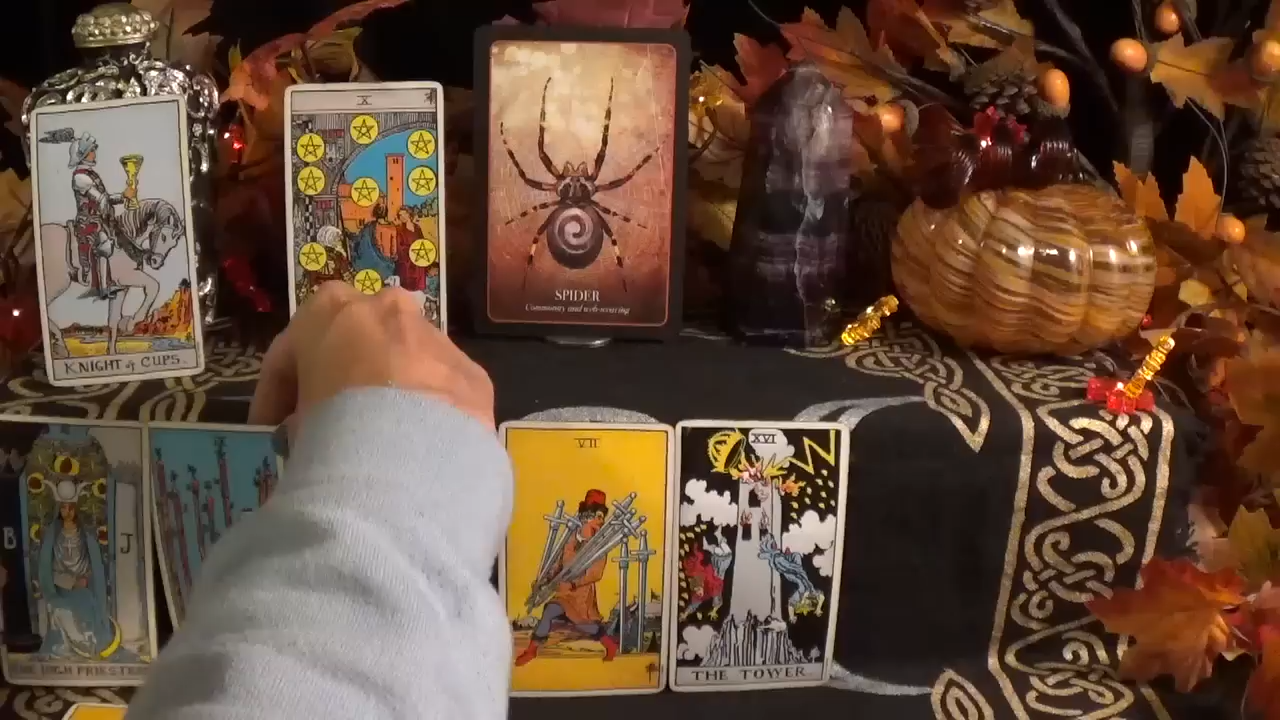 X
SPIDER
Community and web-weaving
KNIGHT of CUPS.
VII
XVI
B
J
THE HIGH PRIESTESS
THE TOWER